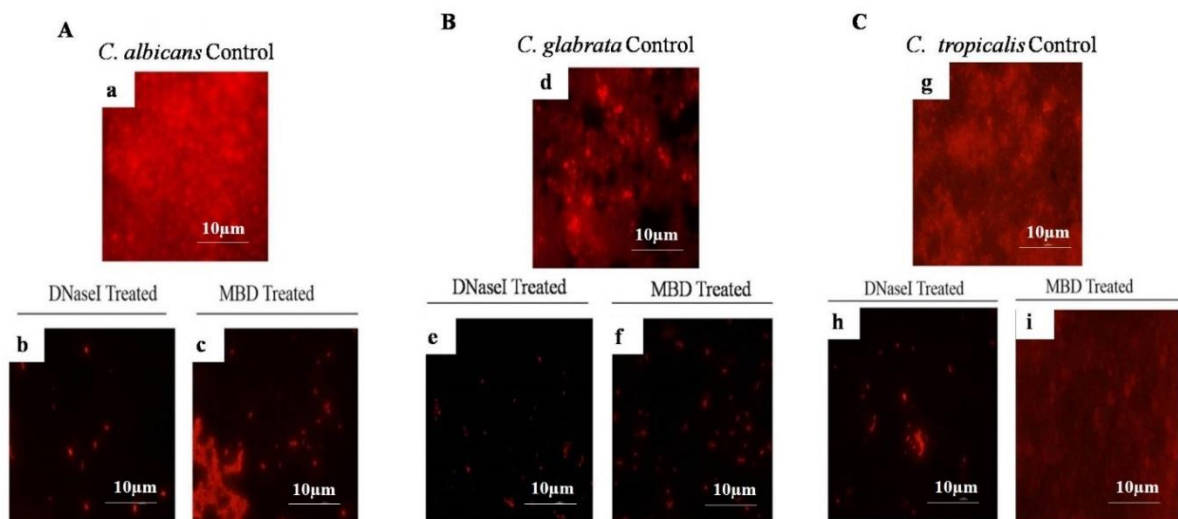 A
C. albicans Control
a
10μm
DNaseI Treated
MBD Treated
b
10μm
c
10μm
B
C. glabrata Control
d
10μm
DNaseI Treated
MBD Treated
e
10μm
f
10μm
C
C. tropicalis Control
g
10μm
DNaseI Treated
MBD Treated
h
10μm
i
10μm